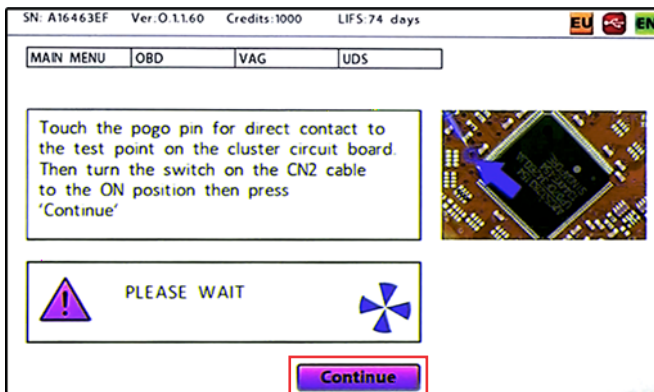 SN: A16463EF Ver:0.1.1.60 Credits:1000 LIFS:74 days EU EN
MAIN MENU OBD VAG UDS
Touch the pogo pin for direct contact to
the test point on the cluster circuit board.
Then turn the switch on the CN2 cable
to the ON position then press
‘Continue’
PLEASE WAIT
Continue